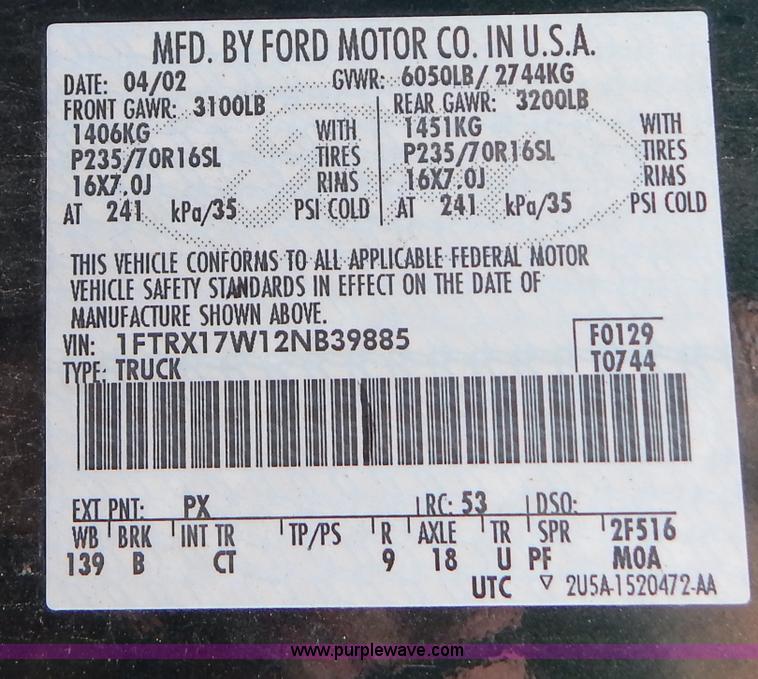 MFD. BY FORD MOTOR CO. IN U.S.A.
DATE: 04/02 GVWR: 6050LB/ 2744KG
FRONT GAWR: 3100LB REAR GAWR: 3200LB
1406KG WITH 1451KG WITH
P235/70R16SL TIRES P235/70R16SL TIRES
16X7.0J RIMS 16X7.0J RIMS
AT 241 kPa/35 PSI COLD AT 241 kPa/35 PSI COLD
THIS VEHICLE CONFORMS TO ALL APPLICABLE FEDERAL MOTOR
VEHICLE SAFETY STANDARDS IN EFFECT ON THE DATE OF
MANUFACTURE SHOWN ABOVE.
VIN: 1FTRX17W12NB39885 F0129
TYPE: TRUCK T0744
EXT PNT: PX RC: 53 DSO:
WB BRK INT TR TP/PS R AXLE TR SPR 2F516
139 B CT 9 18 U PF M0A
UTC ▽ 2U5A-1520472-AA
www.purplewave.com